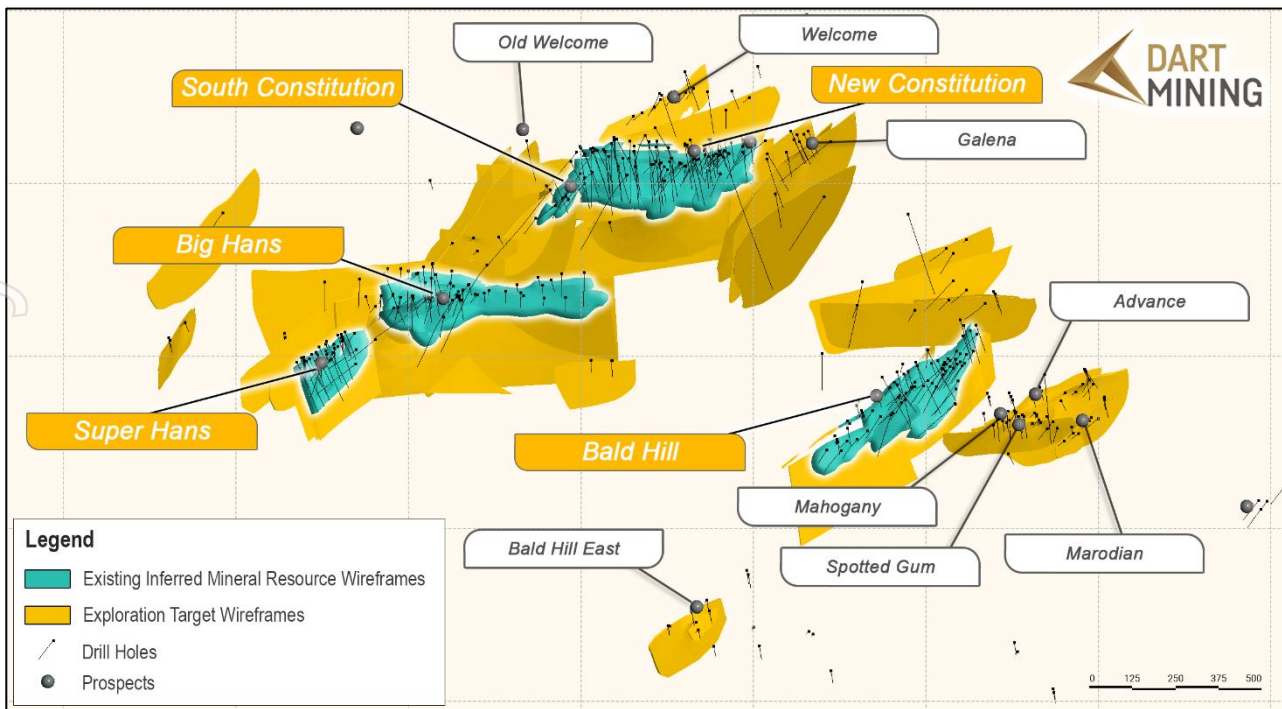 Old Welcome
Welcome
DART
MINING
South Constitution
New Constitution
Galena
Big Hans
Advance
Super Hans
Bald Hill
Mahogany
Bald Hill East
Spotted Gum
Marodian
Legend
Existing Inferred Mineral Resource Wireframes
Exploration Target Wireframes
Drill Holes
Prospects
0 125 250 375 500